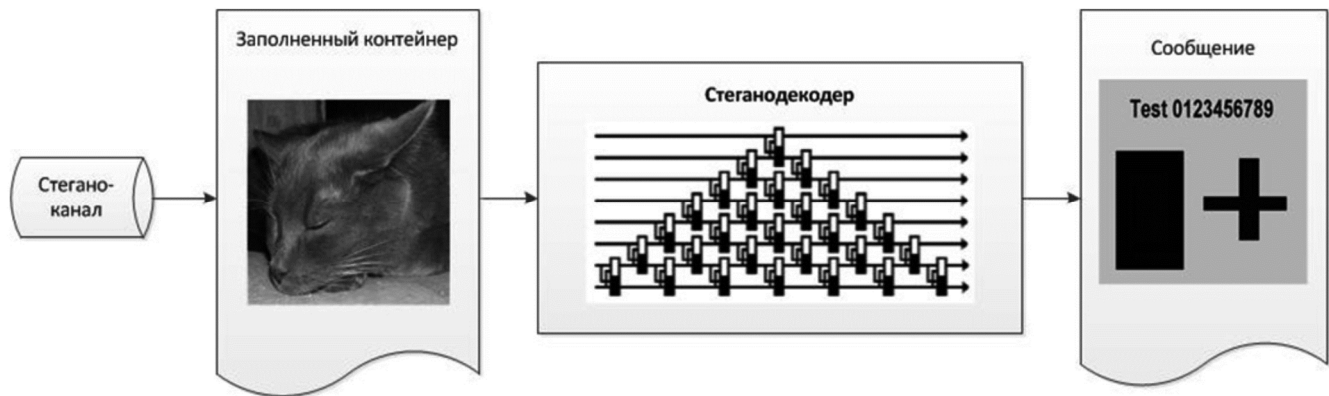 Заполненный контейнер
Стегано-
канал
Стеганодекодер
Сообщение
Test 0123456789